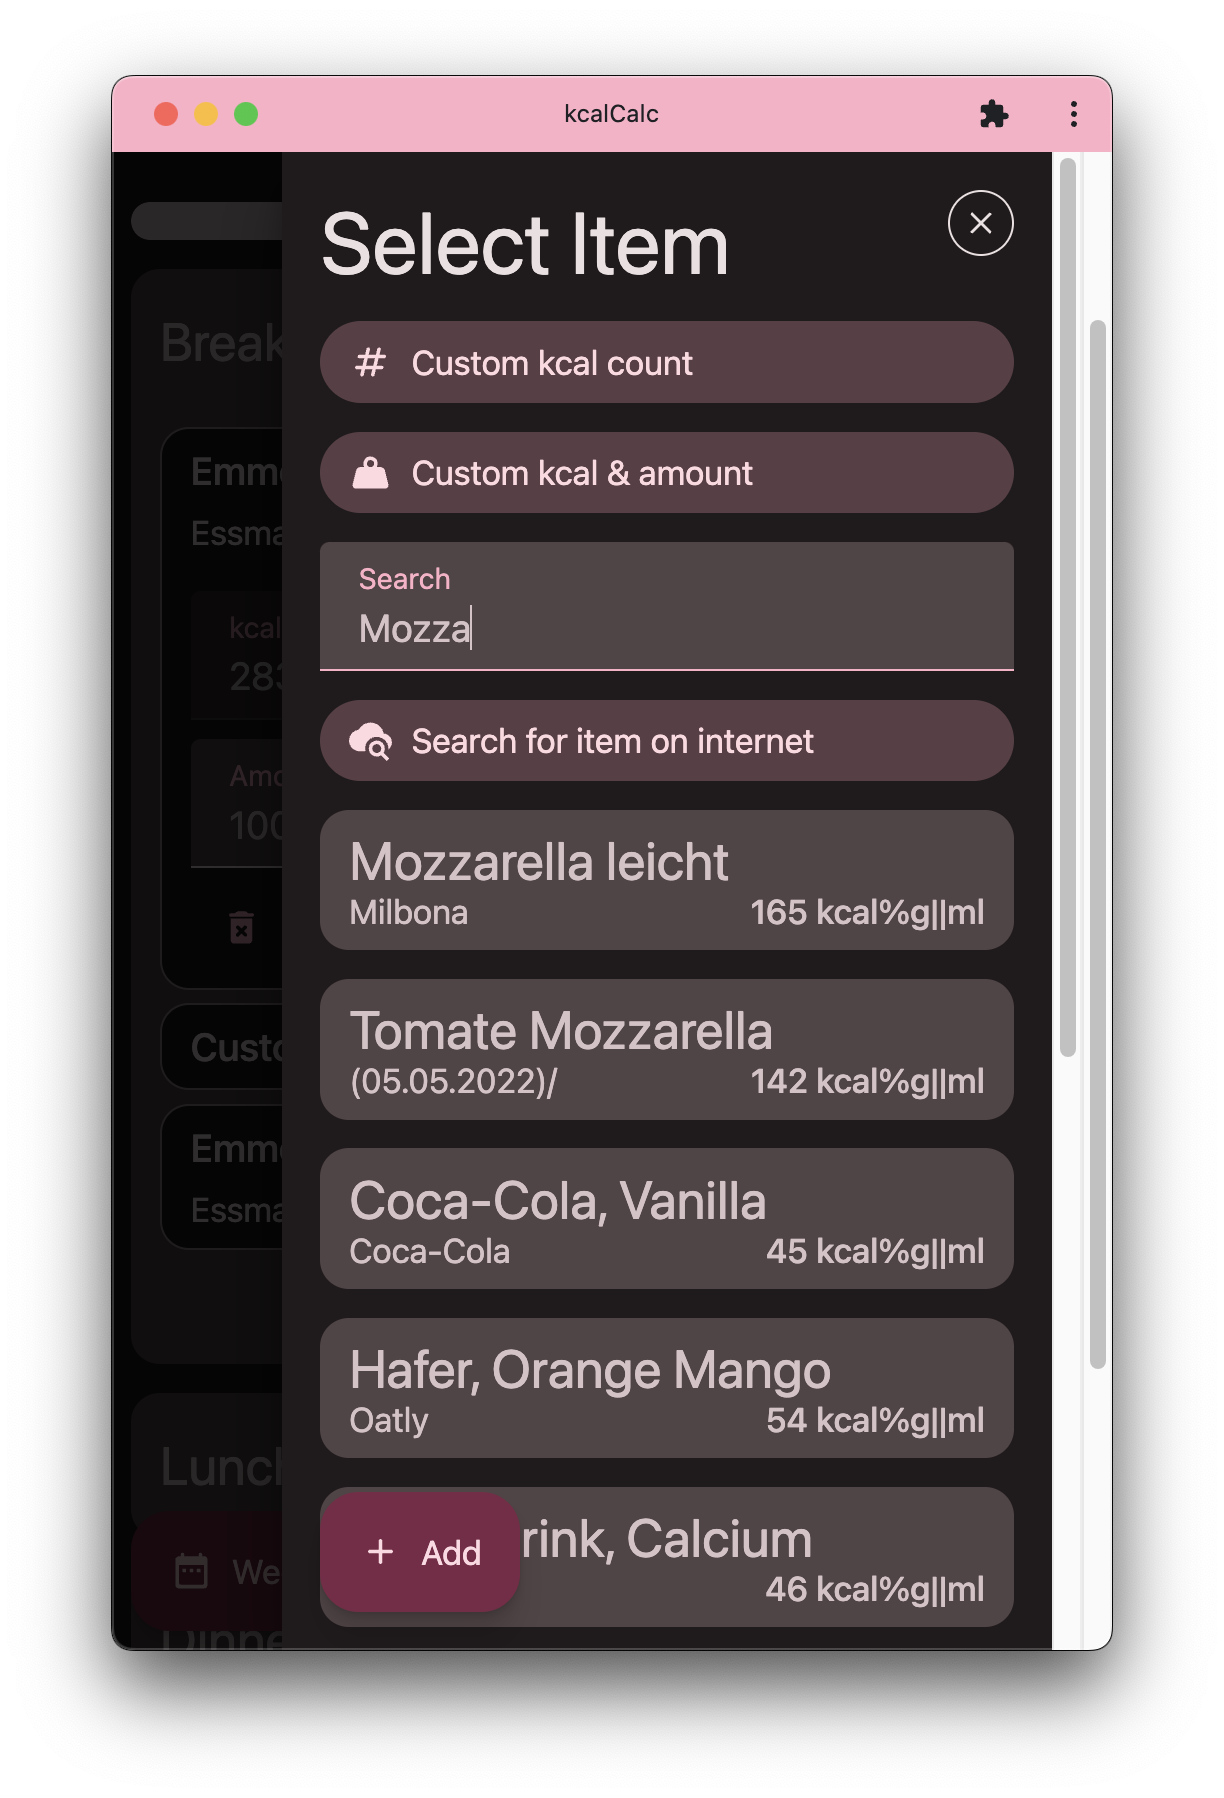 kcalCalc
Select Item
# Custom kcal count
Custom kcal & amount
Search
Mozza
Search for item on internet
Mozzarella leicht
Milbona 165 kcal%g||ml
Tomate Mozzarella
(05.05.2022)/ 142 kcal%g||ml
Coca-Cola, Vanilla
Coca-Cola 45 kcal%g||ml
Hafer, Orange Mango
Oatly 54 kcal%g||ml
rink, Calcium
46 kcal%g||ml
+ Add
Break
Emme
Essma
kcal
283
Amo
100
Custo
Emme
Essma
Lunch
We
Dinne